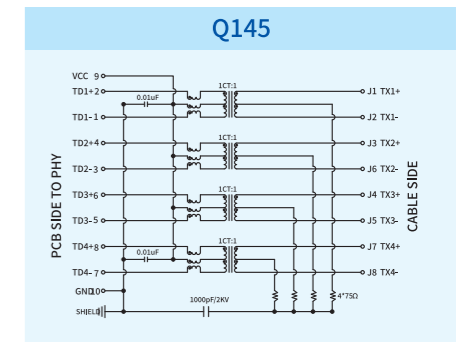 Q145
VCC 9
1CT:1
TD1+2
0.01uF
J1 TX1+
TD1-1
J2 TX1-
1CT:1
TD2+4
J3 TX2+
TD2-3
J6 TX2-
1CT:1
TD3+6
J4 TX3+
TD3-5
J5 TX3-
1CT:1
TD4+8
0.01uF
J7 TX4+
TD4-7
J8 TX4-
PCB SIDE TO PHY
CABLE SIDE
GND10
1000pF/2KV
4*75Ω
SHIELD